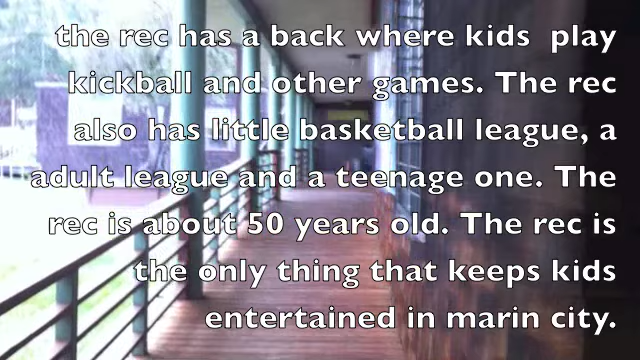 the rec has a back where kids  play
kickball and other games. The rec
also has little basketball league, a
adult league and a teenage one. The
rec is about 50 years old. The rec is
the only thing that keeps kids
entertained in marin city.